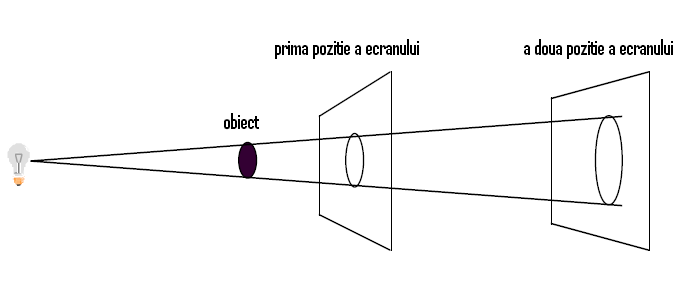 prima pozitie a ecranului
a doua pozitie a ecranului
obiect